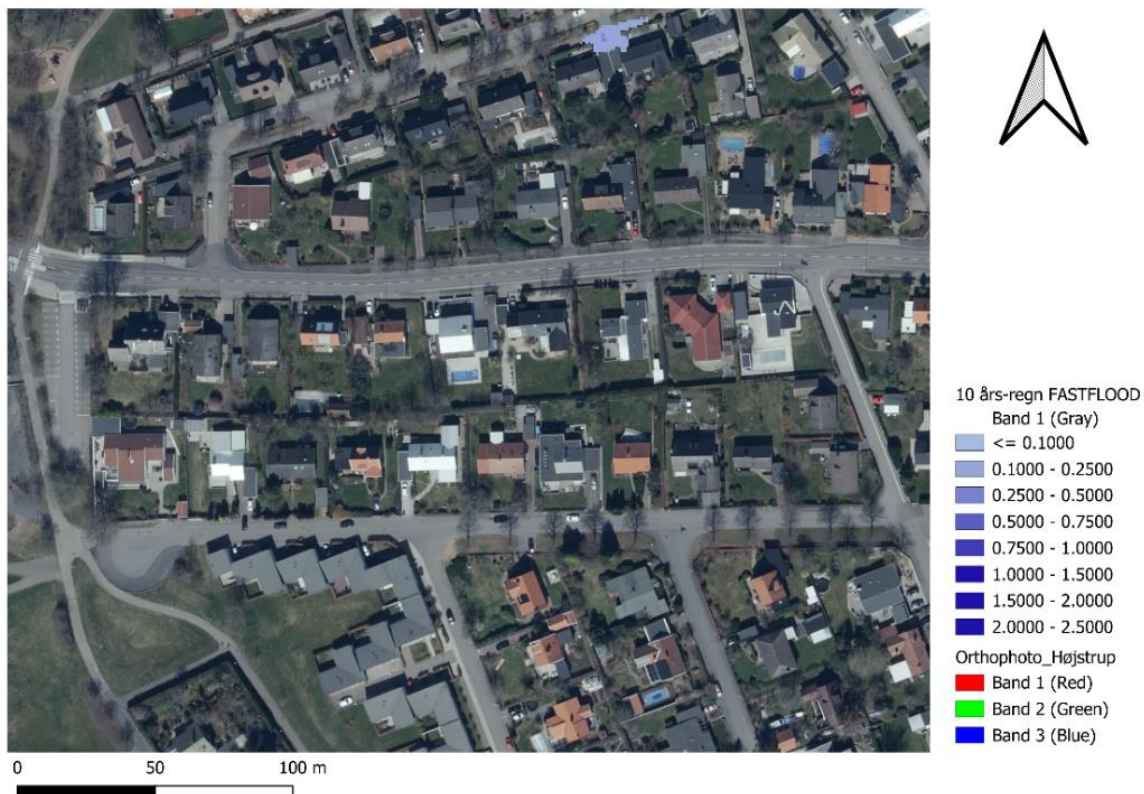 10 års-regn FASTFLOOD
Band 1 (Gray)
<= 0.1000
0.1000 - 0.2500
0.2500 - 0.5000
0.5000 - 0.7500
0.7500 - 1.0000
1.0000 - 1.5000
1.5000 - 2.0000
2.0000 - 2.5000
Orthophoto_Højstrup
Band 1 (Red)
Band 2 (Green)
Band 3 (Blue)
0 50 100 m